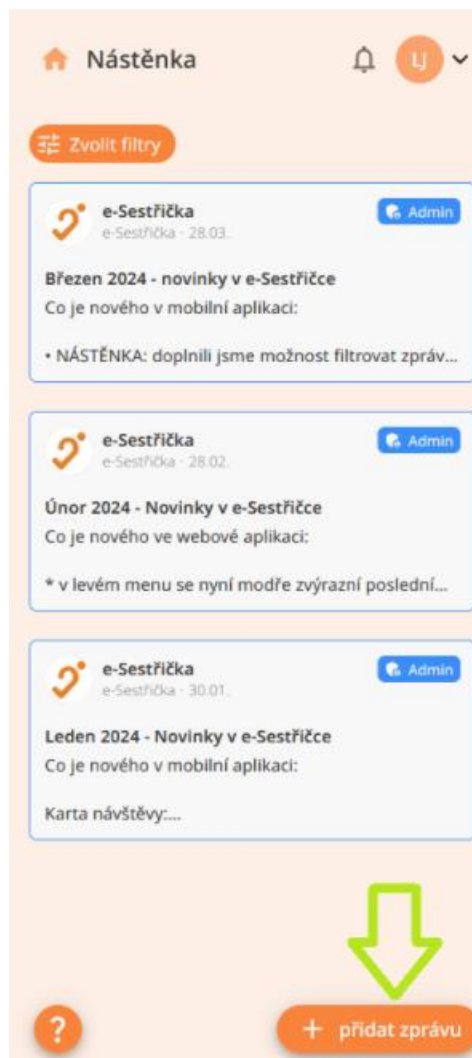 Nástěnka
LJ
Zvolit filtry
e-Sestřička
Admin
e-Sestřička - 28.03.
Březen 2024 - novinky v e-Sestřičce
Co je nového v mobilní aplikaci:
• NÁSTĚNKA: doplnili jsme možnost filtrovat zpráv...
e-Sestřička
Admin
e-Sestřička - 28.02.
Únor 2024 - Novinky v e-Sestřičce
Co je nového ve webové aplikaci:
* v levém menu se nyní modře zvýrazní poslední...
e-Sestřička
Admin
e-Sestřička - 30.01.
Leden 2024 - Novinky v e-Sestřičce
Co je nového v mobilní aplikaci:
Karta návštěvy:...
?
+ přidat zprávu